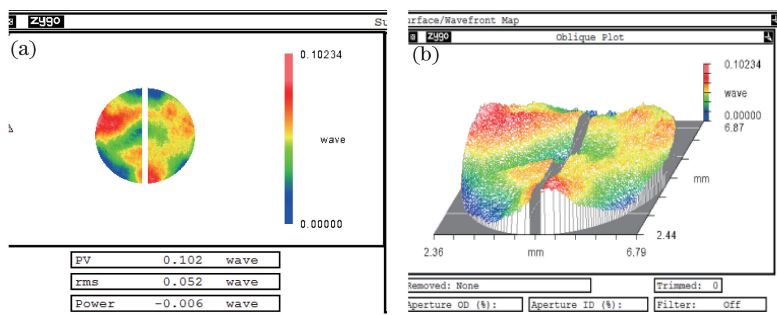 zygo
Su
(a)
0.10234
wave
0.00000
PV 0.102 wave
rms 0.052 wave
Power -0.006 wave
urface/Wavefront Map
zygo
Oblique Plot
(b)
0.10234
wave
0.00000
6.87
mm
2.44
2.36
mm
6.79
Removed: None
Trimmed: 0
Aperture OD (%):
Aperture ID (%):
Filter: Off